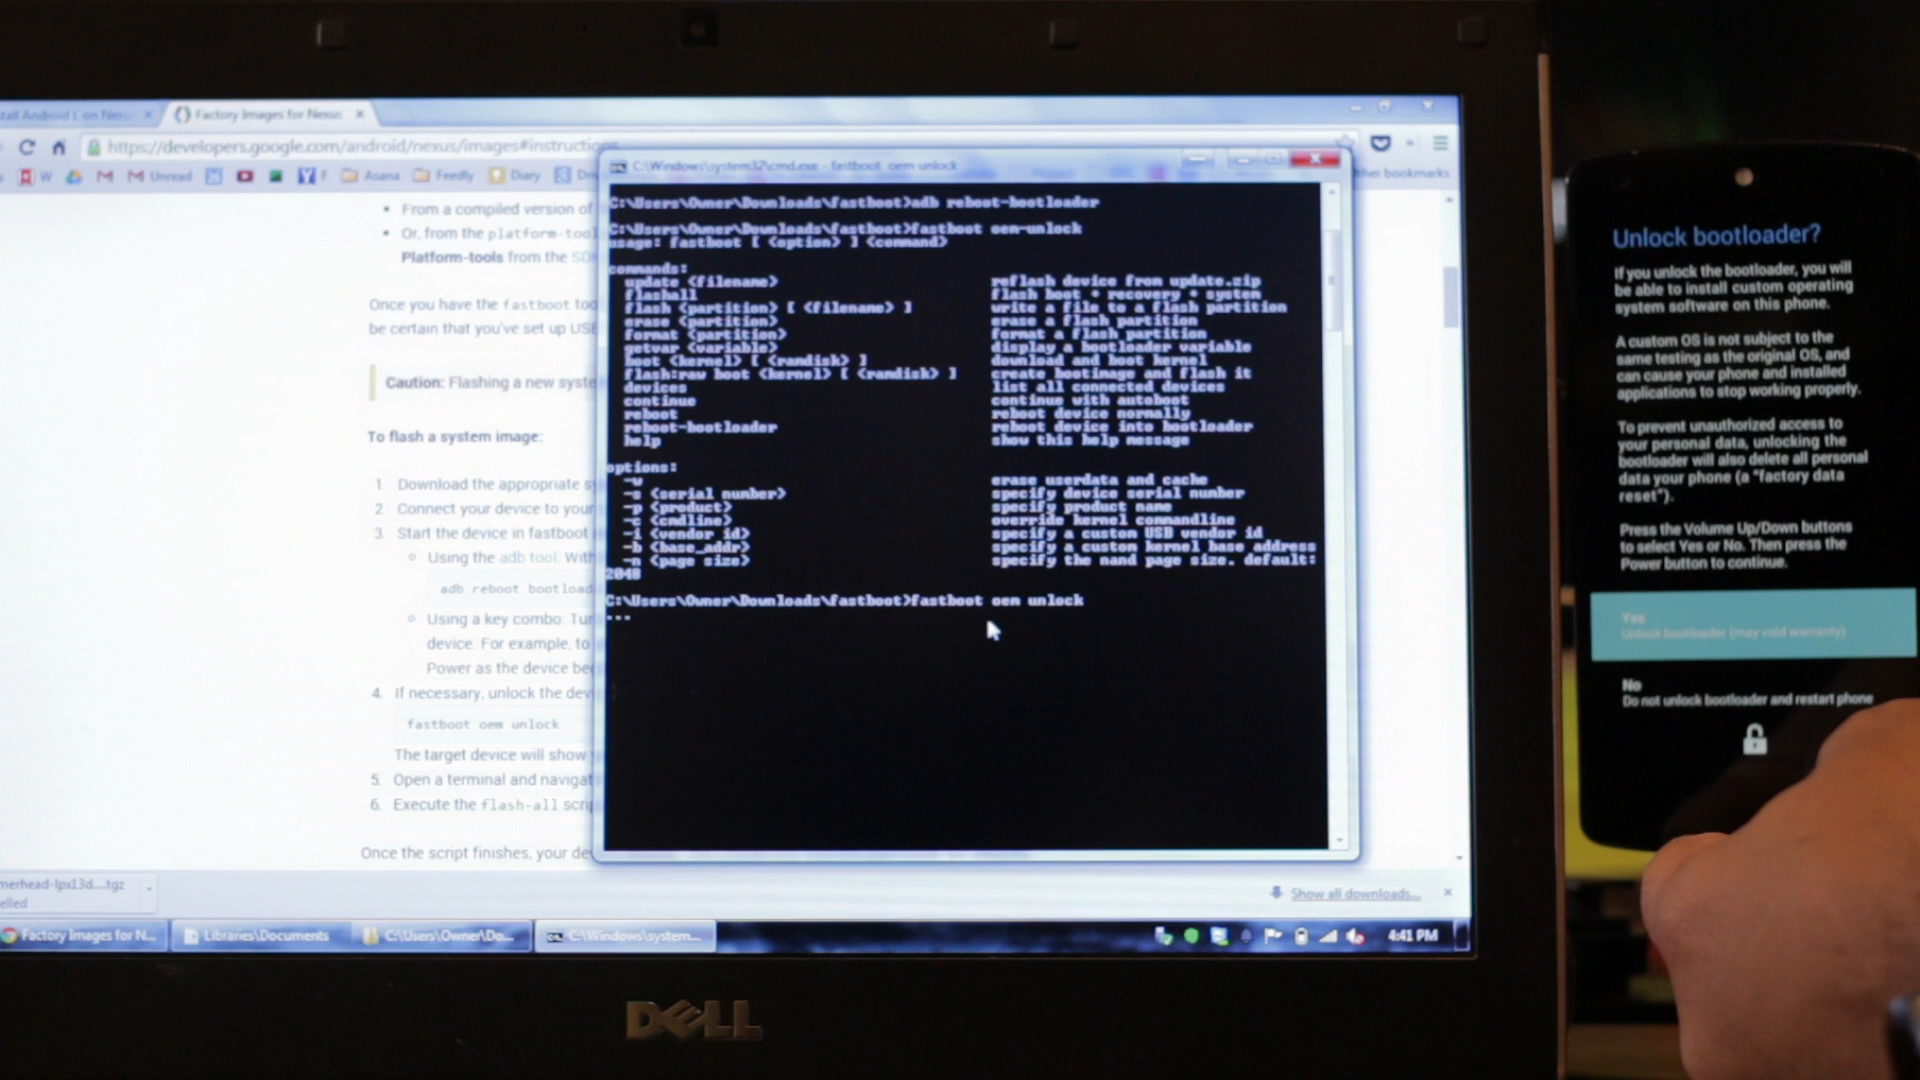 Factory Images for Nexus
https://developers.google.com/android/nexus/images#instructions
W
Unread
F
Asana
Feedly
Diary
ther bookmarks
From a compiled version of
Or, from the platform-tool
Platform-tools from the SD
Once you have the fastboot too
be certain that you've set up USB
Caution: Flashing a new syste
To flash a system image:
1. Download the appropriate sy
2. Connect your device to your
3. Start the device in fastboot
Using the adb tool: With
adb reboot bootload
Using a key combo: Tur
device. For example, to
Power as the device be
4. If necessary, unlock the dev
fastboot oem unlock
The target device will show
5. Open a terminal and navigat
6. Execute the flash-all scrip
Once the script finishes, your de
C:\Windows\system32\cmd.exe - fastboot oem unlock
C:\Users\Owner\Downloads\fastboot>adb reboot-bootloader
C:\Users\Owner\Downloads\fastboot>fastboot oem-unlock
usage: fastboot [ <option> ] <command>
commands:
update <filename> reflash device from update.zip
flashall flash boot + recovery + system
flash <partition> [ <filename> ] write a file to a flash partition
erase <partition> erase a flash partition
format <partition> format a flash partition
getvar <variable> display a bootloader variable
boot <kernel> [ <ramdisk> ] download and boot kernel
flash:raw boot <kernel> [ <ramdisk> ] create bootimage and flash it
devices list all connected devices
continue continue with autoboot
reboot reboot device normally
reboot-bootloader reboot device into bootloader
help show this help message
options:
-w erase userdata and cache
-s <serial number> specify device serial number
-p <product> specify product name
-c <cmdline> override kernel commandline
-i <vendor id> specify a custom USB vendor id
-b <base_addr> specify a custom kernel base address
-n <page size> specify the nand page size. default:
2048
C:\Users\Owner\Downloads\fastboot>fastboot oem unlock
...
Show all downloads...
Factory Images for N...
Libraries\Documents
C:\Users\Owner\Do...
C:\Windows\system...
4:41 PM
DELL
Unlock bootloader?
If you unlock the bootloader, you will
be able to install custom operating
system software on this phone.
A custom OS is not subject to the
same testing as the original OS, and
can cause your phone and installed
applications to stop working properly.
To prevent unauthorized access to
your personal data, unlocking the
bootloader will also delete all personal
data your phone (a "factory data
reset").
Press the Volume Up/Down buttons
to select Yes or No. Then press the
Power button to continue.
Yes
Unlock bootloader (may void warranty)
No
Do not unlock bootloader and restart phone